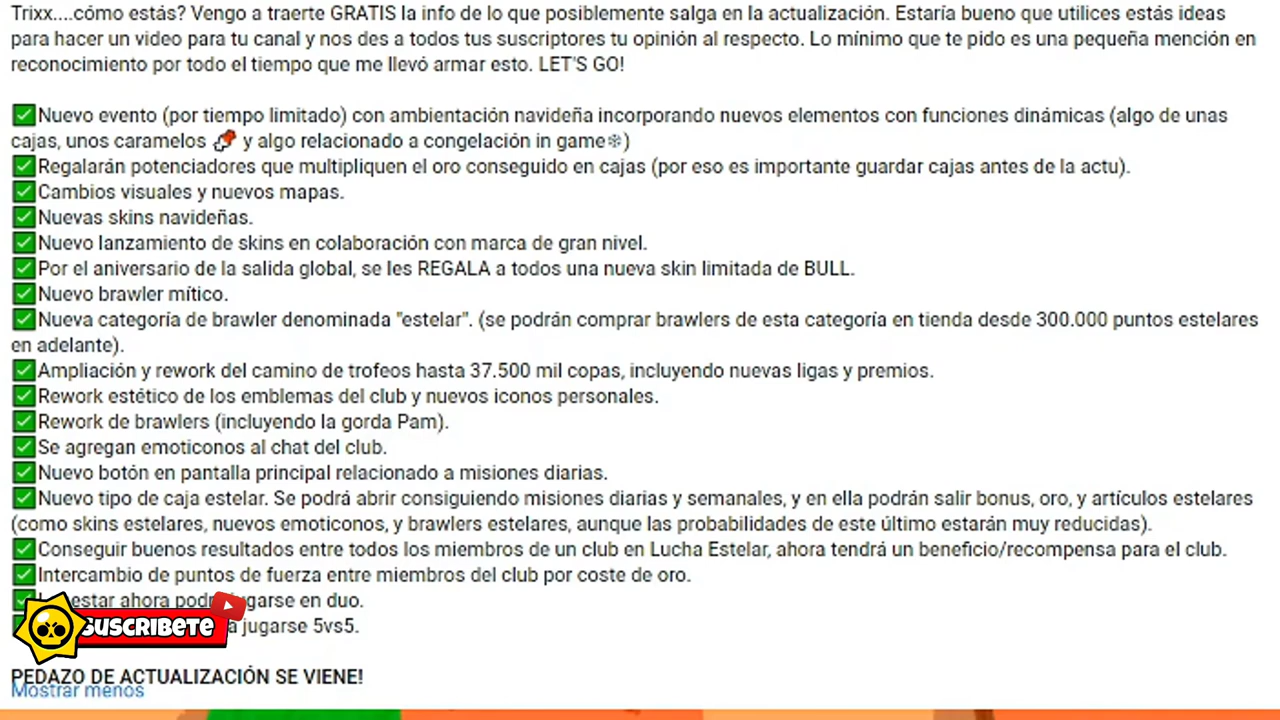 Trixx....cómo estás? Vengo a traerte GRATIS la info de lo que posiblemente salga en la actualización. Estaría bueno que utilices estás ideas
para hacer un video para tu canal y nos des a todos tus suscriptores tu opinión al respecto. Lo mínimo que te pido es una pequeña mención en
reconocimiento por todo el tiempo que me llevó armar esto. LET'S GO!
✅Nuevo evento (por tiempo limitado) con ambientación navideña incorporando nuevos elementos con funciones dinámicas (algo de unas
cajas, unos caramelos 🍬 y algo relacionado a congelación in game❄)
✅Regalarán potenciadores que multipliquen el oro conseguido en cajas (por eso es importante guardar cajas antes de la actu).
✅Cambios visuales y nuevos mapas.
✅Nuevas skins navideñas.
✅Nuevo lanzamiento de skins en colaboración con marca de gran nivel.
✅Por el aniversario de la salida global, se les REGALA a todos una nueva skin limitada de BULL.
✅Nuevo brawler mítico.
✅Nueva categoría de brawler denominada "estelar". (se podrán comprar brawlers de esta categoría en tienda desde 300.000 puntos estelares
en adelante).
✅Ampliación y rework del camino de trofeos hasta 37.500 mil copas, incluyendo nuevas ligas y premios.
✅Rework estético de los emblemas del club y nuevos iconos personales.
✅Rework de brawlers (incluyendo la gorda Pam).
✅Se agregan emoticonos al chat del club.
✅Nuevo botón en pantalla principal relacionado a misiones diarias.
✅Nuevo tipo de caja estelar. Se podrá abrir consiguiendo misiones diarias y semanales, y en ella podrán salir bonus, oro, y artículos estelares
(como skins estelares, nuevos emoticonos, y brawlers estelares, aunque las probabilidades de este último estarán muy reducidas).
✅Conseguir buenos resultados entre todos los miembros de un club en Lucha Estelar, ahora tendrá un beneficio/recompensa para el club.
✅Intercambio de puntos de fuerza entre miembros del club por coste de oro.
ahora en duo.
SUSCRIBETE
jugarse 5vs5.
PEDAZO DE ACTUALIZACIÓN SE VIENE!
Mostrar menos